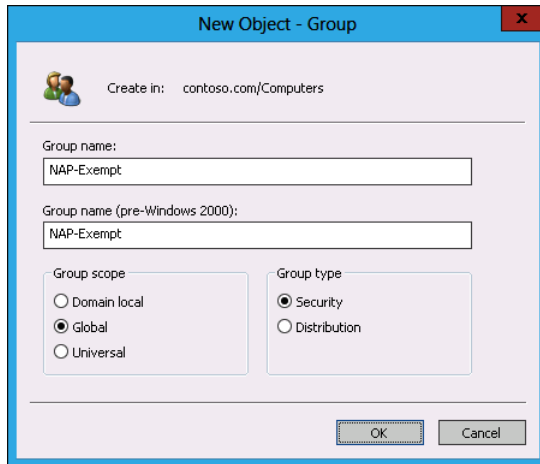 New Object - Group
x
Create in: contoso.com/Computers
Group name:
NAP-Exempt
Group name (pre-Windows 2000):
NAP-Exempt
Group scope
Domain local
Global
Universal
Group type
Security
Distribution
OK
Cancel